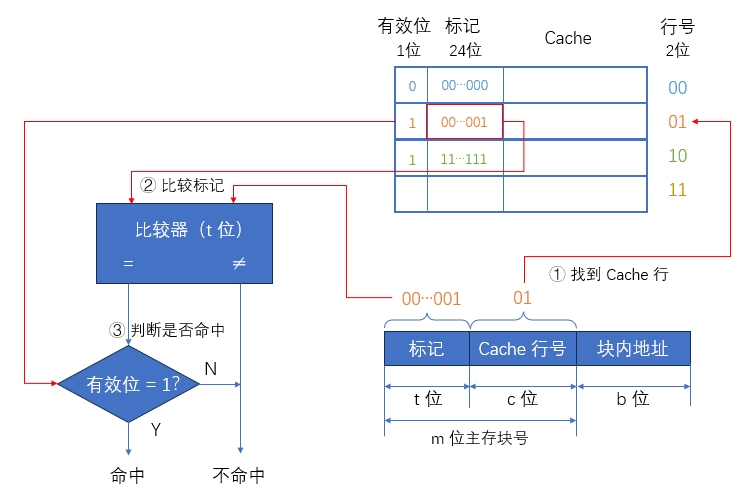 有效位 标记 Cache 行号
1位 24位 2位
0 00···000 00
1 00···001 01
1 11···111 10
11
② 比较标记
比较器（t 位）
= ≠
① 找到 Cache 行
00···001 01
③ 判断是否命中
标记 Cache 行号 块内地址
有效位 = 1？ N
t 位 c 位 b 位
Y
m 位主存块号
命中 不命中